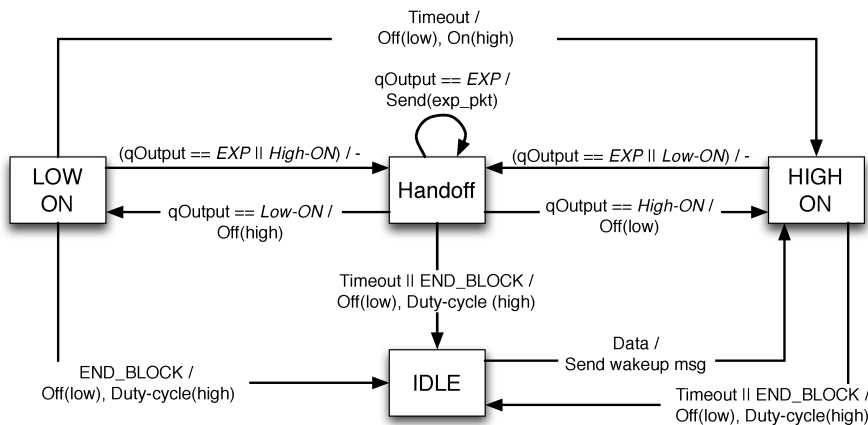 Timeout /
Off(low), On(high)
qOutput == EXP /
Send(exp_pkt)
(qOutput == EXP || High-ON) / -
(qOutput == EXP || Low-ON) / -
LOW
ON
Handoff
HIGH
ON
qOutput == Low-ON /
Off(high)
qOutput == High-ON /
Off(low)
Timeout || END_BLOCK /
Off(low), Duty-cycle (high)
Data /
Send wakeup msg
END_BLOCK /
Off(low), Duty-cycle(high)
IDLE
Timeout || END_BLOCK /
Off(low), Duty-cycle(high)